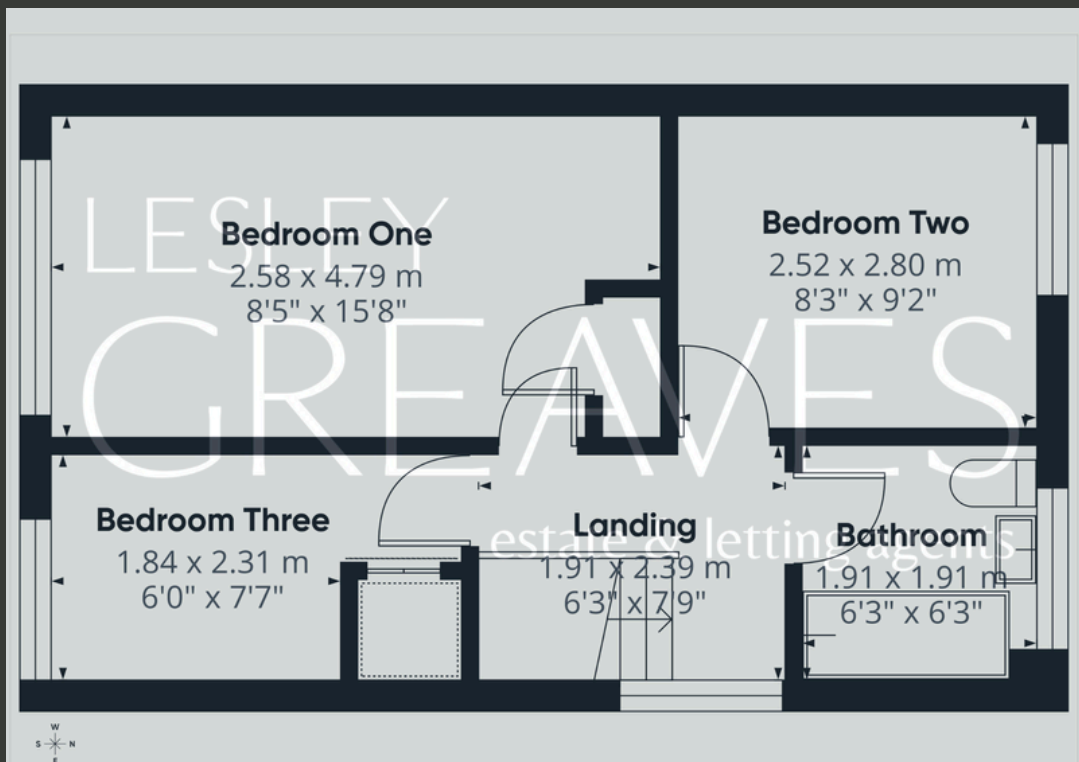 LESLEY
GREAVES
estate & letting agents
Bedroom One
2.58 x 4.79 m
8'5" x 15'8"
Bedroom Two
2.52 x 2.80 m
8'3" x 9'2"
Bedroom Three
1.84 x 2.31 m
6'0" x 7'7"
Landing
1.91 x 2.39 m
6'3" x 7'9"
Bathroom
1.91 x 1.91 m
6'3" x 6'3"
W
S N
E